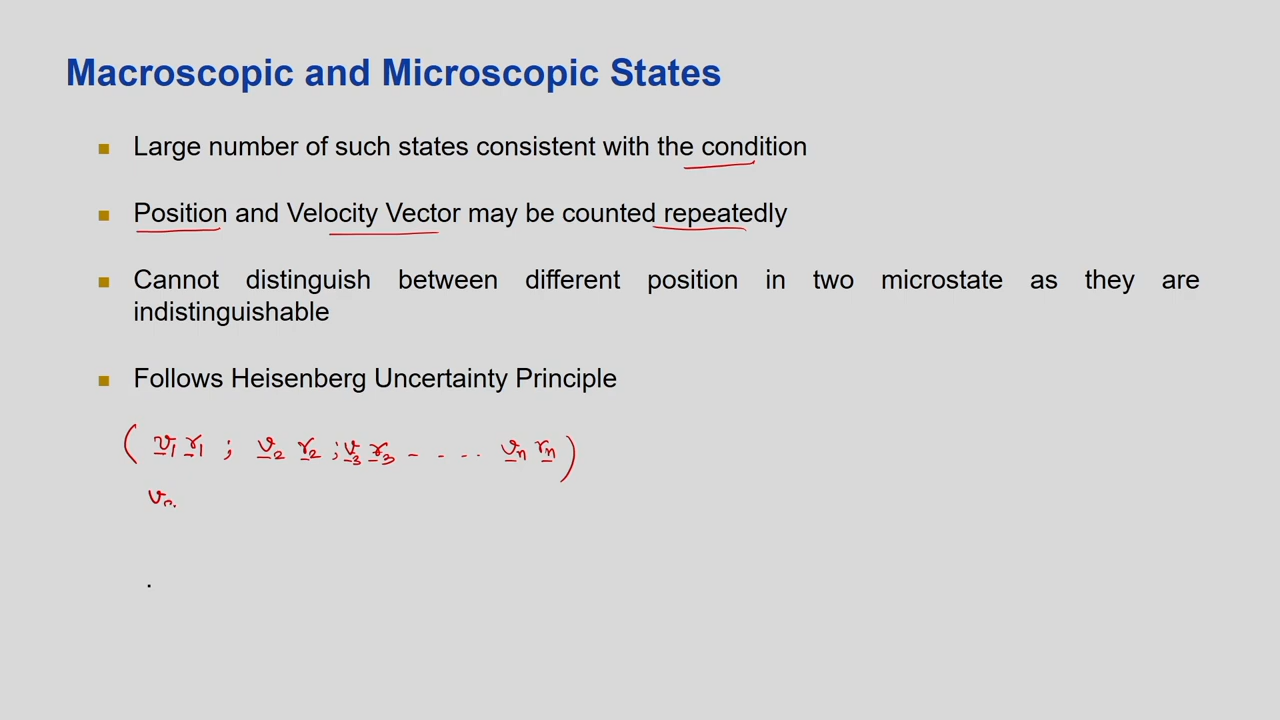 Macroscopic and Microscopic States
Large number of such states consistent with the condition
Position and Velocity Vector may be counted repeatedly
Cannot distinguish between different position in two microstate as they are
indistinguishable
Follows Heisenberg Uncertainty Principle
(v₁ r₁ ; v₂ r₂ ; v₃ r₃ - . . . . vₙ rₙ)